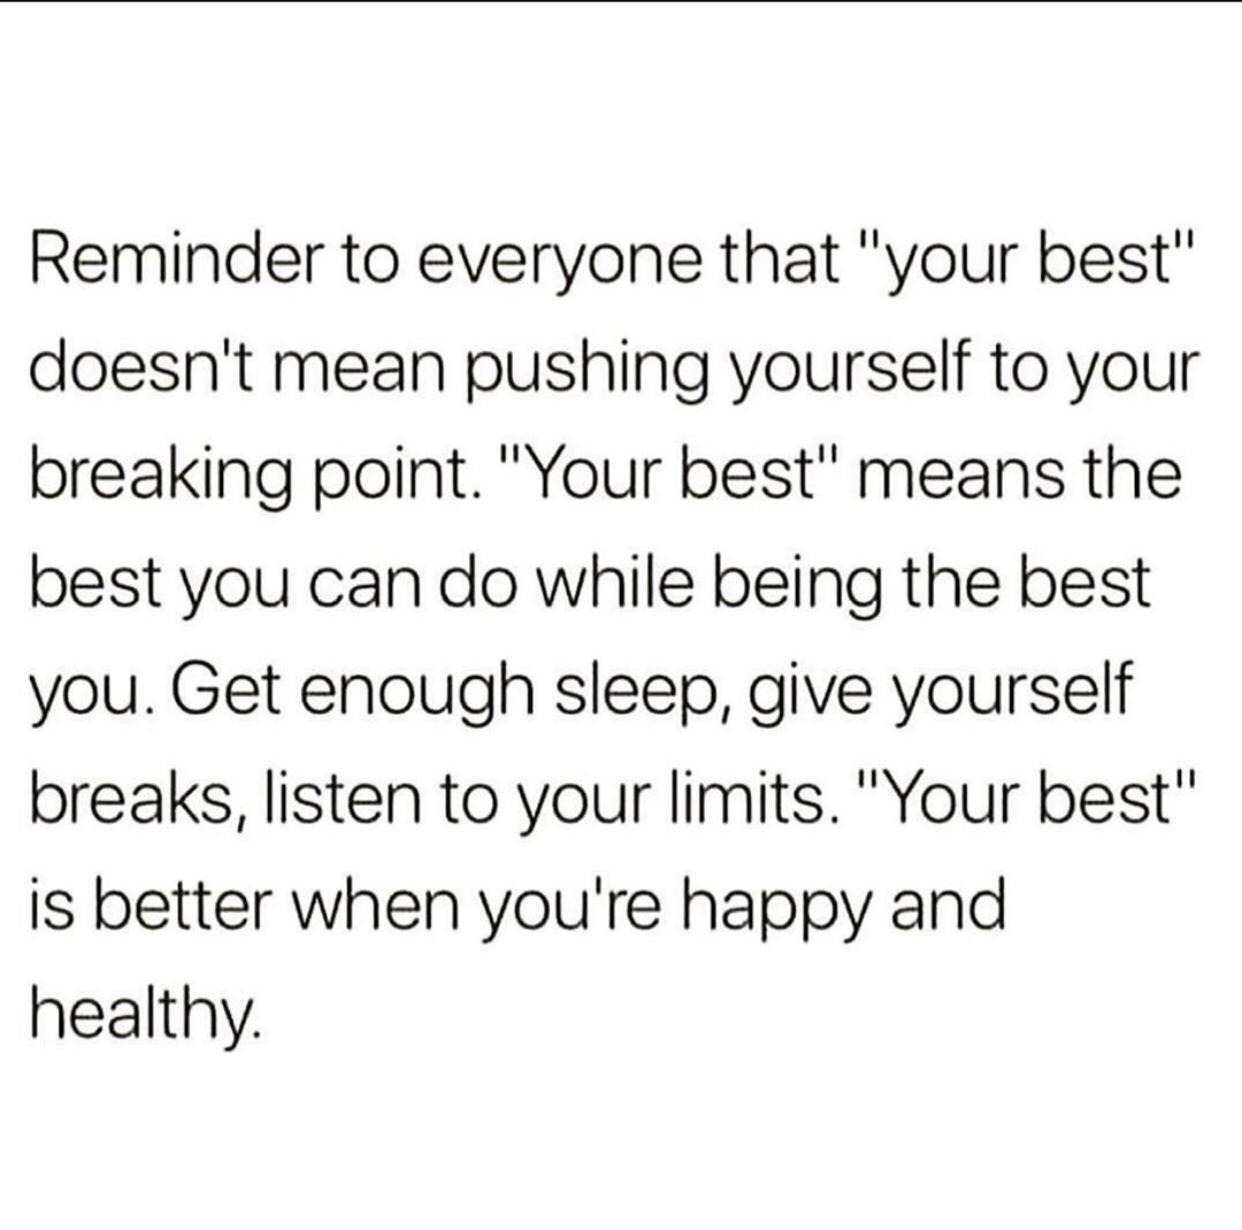 Reminder to everyone that "your best"
doesn't mean pushing yourself to your
breaking point. "Your best" means the
best you can do while being the best
you. Get enough sleep, give yourself
breaks, listen to your limits. "Your best"
is better when you're happy and
healthy.